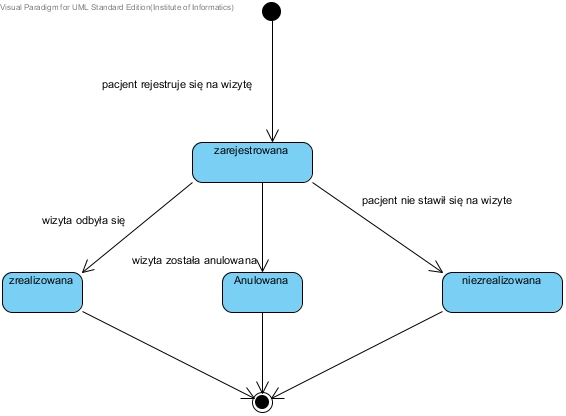 Visual Paradigm for UML Standard Edition(Institute of Informatics)
pacjent rejestruje się na wizytę
zarejestrowana
pacjent nie stawił się na wizyte
wizyta odbyła się
wizyta została anulowana
zrealizowana
Anulowana
niezrealizowana